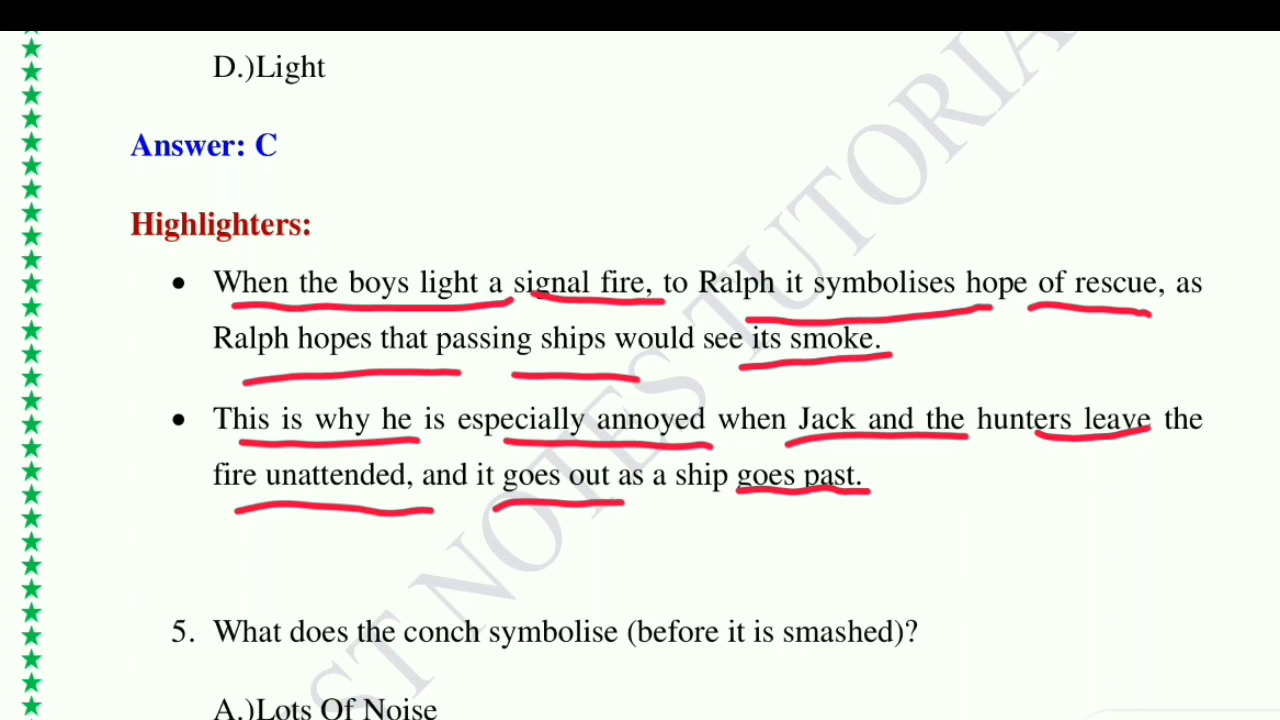 D.)Light
Answer: C
Highlighters:
• When the boys light a signal fire, to Ralph it symbolises hope of rescue, as
Ralph hopes that passing ships would see its smoke.
• This is why he is especially annoyed when Jack and the hunters leave the
fire unattended, and it goes out as a ship goes past.
5. What does the conch symbolise (before it is smashed)?
A.)Lots Of Noise
ST NOTES TUTORIA